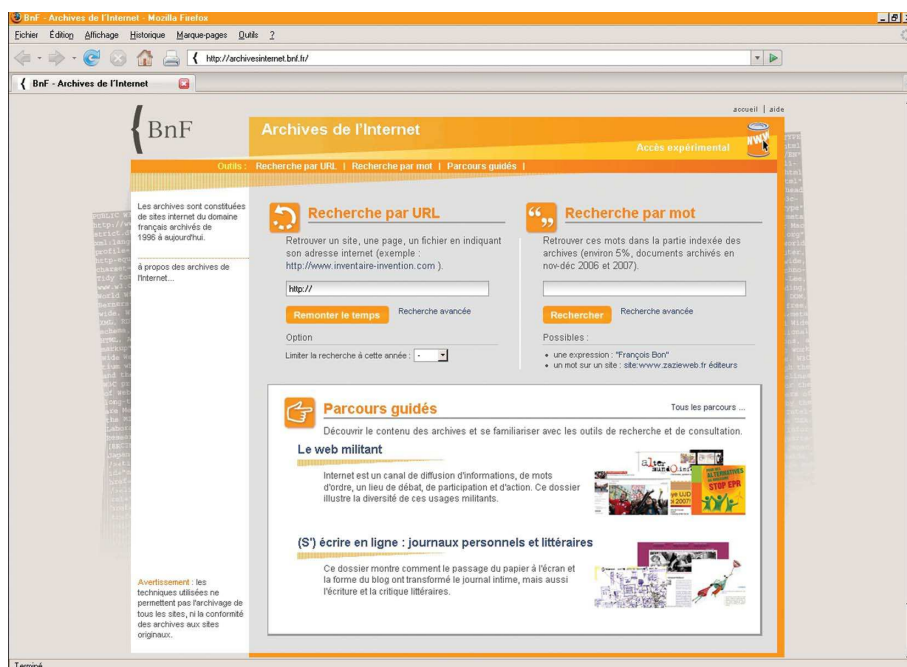 BnF - Archives de l'Internet - Mozilla Firefox
Fichier Édition Affichage Historique Marque-pages Outils ?
http://archivesinternet.bnf.fr/
BnF - Archives de l'Internet
accueil | aide
BnF
Archives de l'Internet
Accès expérimental
WWW
Outils : Recherche par URL | Recherche par mot | Parcours guidés |
Les archives sont constituées
de sites internet du domaine
français archivés de
1996 à aujourd'hui.
à propos des archives de
l'Internet...
Recherche par URL
Retrouver un site, une page, un fichier en indiquant
son adresse internet (exemple :
http://www.inventaire-invention.com ).
http://
Remonter le temps Recherche avancée
Option
Limiter la recherche à cette année : -
Recherche par mot
Retrouver ces mots dans la partie indexée des
archives (environ 5%, documents archivés en
nov-déc 2006 et 2007).
Rechercher Recherche avancée
Possibles :
• une expression : "François Bon"
• un mot sur un site : site:www.zazieweb.fr éditeurs
Parcours guidés
Tous les parcours ...
Découvrir le contenu des archives et se familiariser avec les outils de recherche et de consultation.
Le web militant
Internet est un canal de diffusion d'informations, de mots
d'ordre, un lieu de débat, de participation et d'action. Ce dossier
illustre la diversité de ces usages militants.
ALTERNATIVES
STOP EPR
(S') écrire en ligne : journaux personnels et littéraires
Ce dossier montre comment le passage du papier à l'écran et
la forme du blog ont transformé le journal intime, mais aussi
l'écriture et la critique littéraires.
Avertissement : les
techniques utilisées ne
permettent pas l'archivage de
tous les sites, ni la conformité
des archives aux sites
originaux.
Terminé